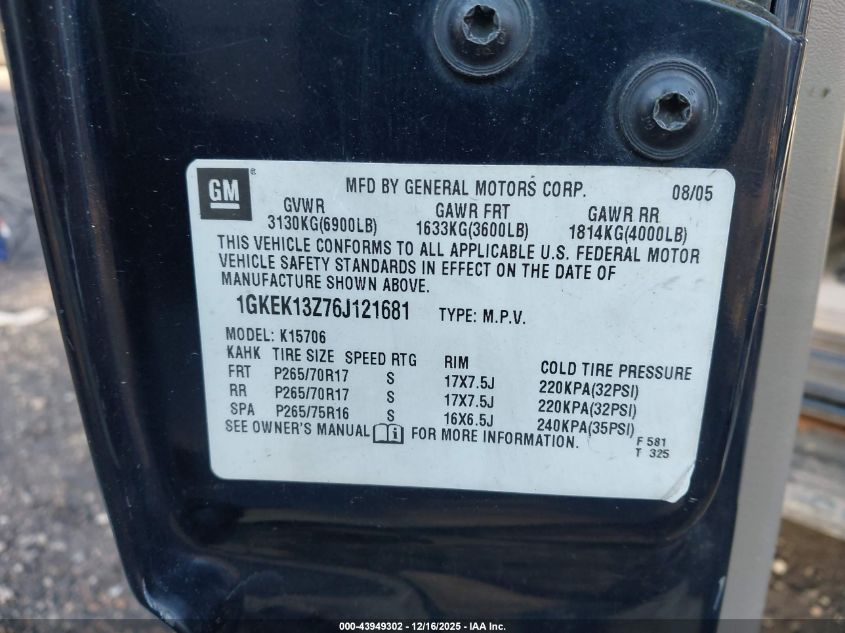 GM ® MFD BY GENERAL MOTORS CORP. 08/05
GVWR GAWR FRT GAWR RR
3130KG(6900LB) 1633KG(3600LB) 1814KG(4000LB)
THIS VEHICLE CONFORMS TO ALL APPLICABLE U.S. FEDERAL MOTOR
VEHICLE SAFETY STANDARDS IN EFFECT ON THE DATE OF
MANUFACTURE SHOWN ABOVE.
1GKEK13Z76J121681 TYPE: M.P.V.
MODEL: K15706
KAHK TIRE SIZE SPEED RTG RIM COLD TIRE PRESSURE
FRT P265/70R17 S 17X7.5J 220KPA(32PSI)
RR P265/70R17 S 17X7.5J 220KPA(32PSI)
SPA P265/75R16 S 16X6.5J 240KPA(35PSI)
SEE OWNER'S MANUAL FOR MORE INFORMATION. F 581
T 325
000-43949302 - 12/16/2025 - IAA Inc.